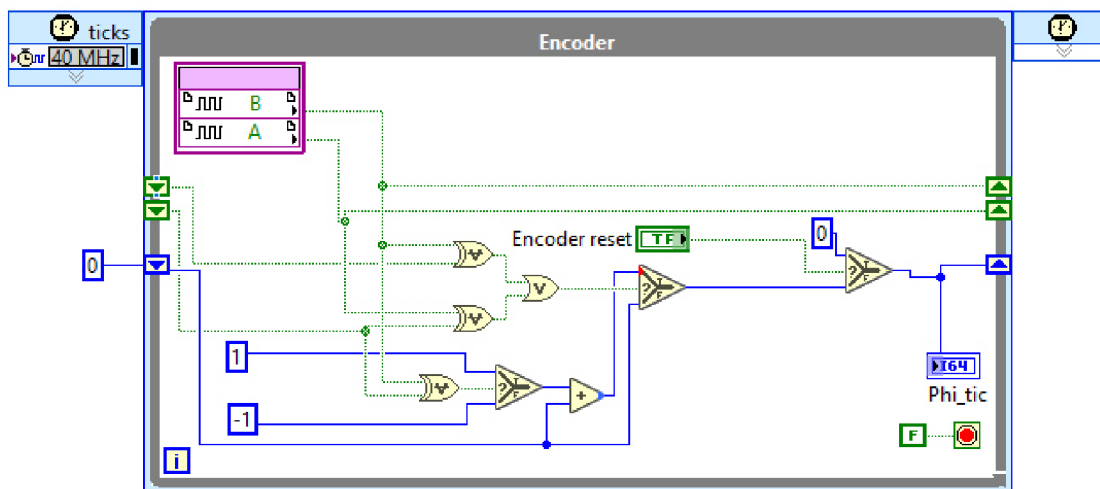 ticks
40 MHz
Encoder
B
A
Encoder reset
TF
0
0
1
-1
I64
Phi_tic
F
i